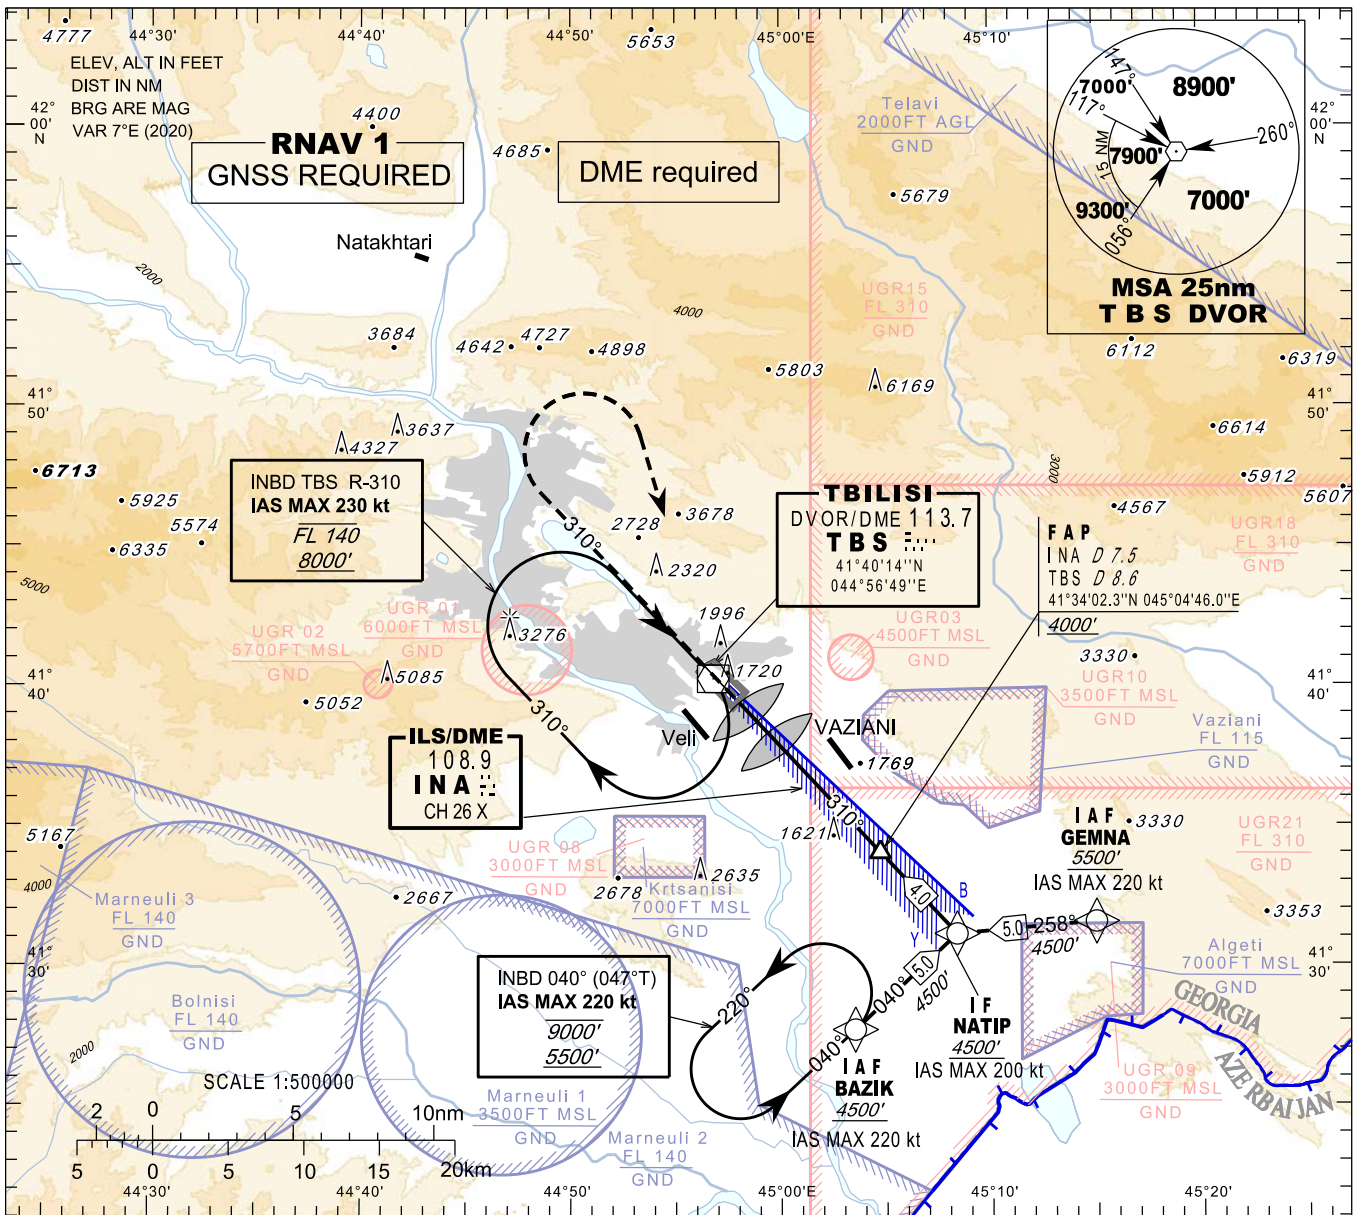 4777
44°30'
44°40'
44°50'
5653
45°00'E
45°10'
ELEV, ALT IN FEET
DIST IN NM
BRG ARE MAG
VAR 7°E (2020)
42°
00'
N
4400
RNAV 1
GNSS REQUIRED
4685
DME required
Telavi
2000FT AGL
GND
5679
147°
7000'
117°
8900'
260°
15 NM
7900'
7000'
9300'
056°
MSA 25nm
TBS DVOR
42°
00'
N
Natakhtari
2000
4000
UGR15
FL 310
GND
3684
4642
4727
4898
5803
6169
6112
6319
41°
50'
41°
50'
3637
4327
6614
6713
5925
5574
6335
5000
INBD TBS R-310
IAS MAX 230 kt
FL 140
8000'
310°
2728
3678
2320
TBILISI
DVOR/DME 113.7
TBS
41°40'14"N
044°56'49"E
3000
5912
5607
4567
UGR18
FL 310
GND
FAP
INA D 7.5
TBS D 8.6
41°34'02.3"N 045°04'46.0"E
4000'
UGR 01
6000FT MSL
GND
UGR 02
5700FT MSL
GND
3276
1996
1720
UGR03
4500FT MSL
GND
3330
UGR10
3500FT MSL
GND
41°
40'
41°
40'
5085
5052
310°
Veli
VAZIANI
1769
Vaziani
FL 115
GND
ILS/DME
108.9
INA
CH 26 X
310°
1621
IAF
GEMNA
5500'
IAS MAX 220 kt
3330
UGR21
FL 310
GND
5167
4000
UGR 08
3000FT MSL
GND
2678
2635
Krtsanisi
7000FT MSL
GND
2667
Marneuli 3
FL 140
GND
4.0
B
Y
5.0
258°
4500'
3353
41°
30'
41°
30'
Algeti
7000FT MSL
GND
INBD 040° (047°T)
IAS MAX 220 kt
9000'
5500'
220°
040°
5.0
4500'
040°
IF
NATIP
4500'
IAS MAX 200 kt
IAF
BAZIK
4500'
IAS MAX 220 kt
Bolnisi
FL 140
GND
GEORGIA
AZERBAIJAN
UGR 09
3000FT MSL
GND
2000
SCALE 1:500000
2 0 5 10nm
5 0 5 10 15 20km
Marneuli 1
3500FT MSL
GND
Marneuli 2
FL 140
GND
44°30'
44°40'
44°50'
45°00'E
45°10'
45°20'